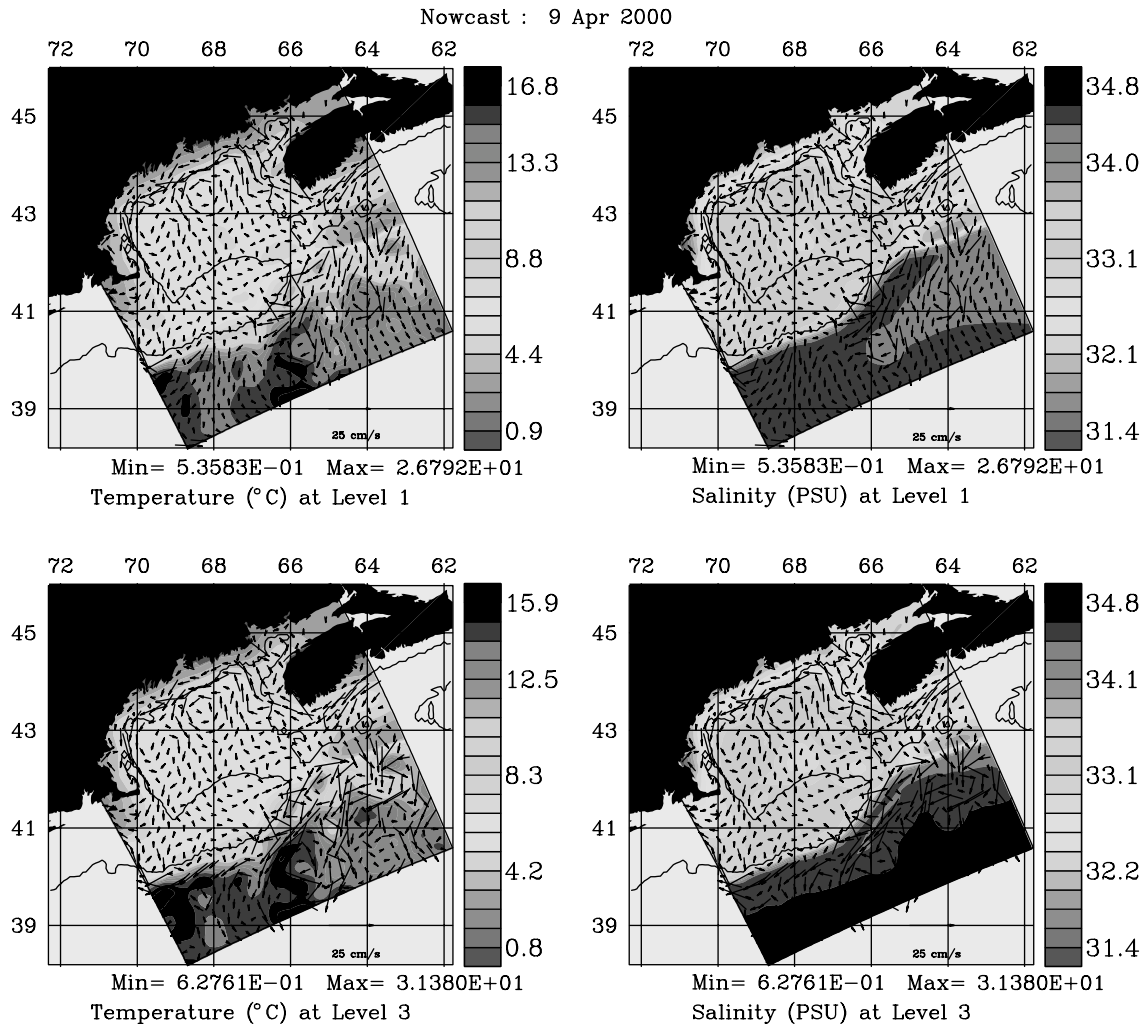 Nowcast : 9 Apr 2000
72 70 68 66 64 62
45
43
41
39
16.8
13.3
8.8
4.4
0.9
25 cm/s
Min= 5.3583E-01 Max= 2.6792E+01
Temperature (°C) at Level 1
72 70 68 66 64 62
45
43
41
39
34.8
34.0
33.1
32.1
31.4
25 cm/s
Min= 5.3583E-01 Max= 2.6792E+01
Salinity (PSU) at Level 1
72 70 68 66 64 62
45
43
41
39
15.9
12.5
8.3
4.2
0.8
25 cm/s
Min= 6.2761E-01 Max= 3.1380E+01
Temperature (°C) at Level 3
72 70 68 66 64 62
45
43
41
39
34.8
34.1
33.1
32.2
31.4
25 cm/s
Min= 6.2761E-01 Max= 3.1380E+01
Salinity (PSU) at Level 3